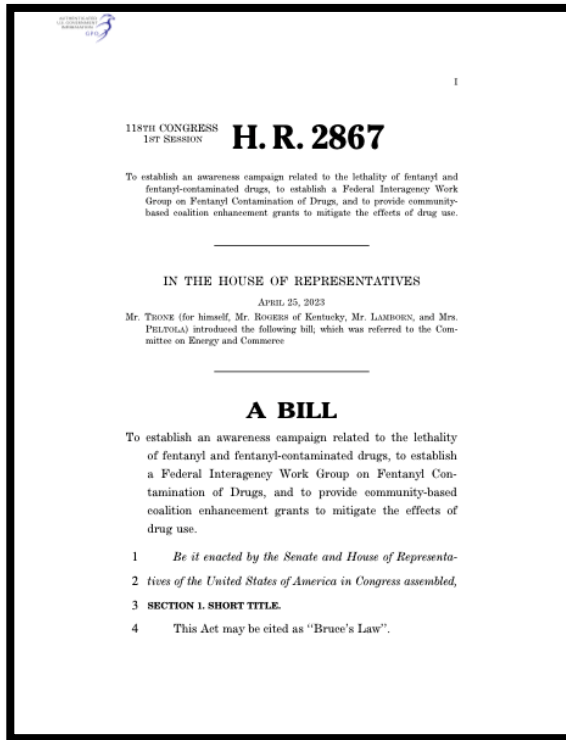 AUTHENTICATED
U.S. GOVERNMENT
INFORMATION
GPO
I
118TH CONGRESS
1ST SESSION
H. R. 2867
To establish an awareness campaign related to the lethality of fentanyl and
fentanyl-contaminated drugs, to establish a Federal Interagency Work
Group on Fentanyl Contamination of Drugs, and to provide community-
based coalition enhancement grants to mitigate the effects of drug use.
IN THE HOUSE OF REPRESENTATIVES
APRIL 25, 2023
Mr. TRONE (for himself, Mr. ROGERS of Kentucky, Mr. LAMBORN, and Mrs.
PELTOLA) introduced the following bill; which was referred to the Com-
mittee on Energy and Commerce
A BILL
To establish an awareness campaign related to the lethality
of fentanyl and fentanyl-contaminated drugs, to establish
a Federal Interagency Work Group on Fentanyl Con-
tamination of Drugs, and to provide community-based
coalition enhancement grants to mitigate the effects of
drug use.
1 Be it enacted by the Senate and House of Representa-
2 tives of the United States of America in Congress assembled,
3 SECTION 1. SHORT TITLE.
4 This Act may be cited as ‘‘Bruce’s Law’’.